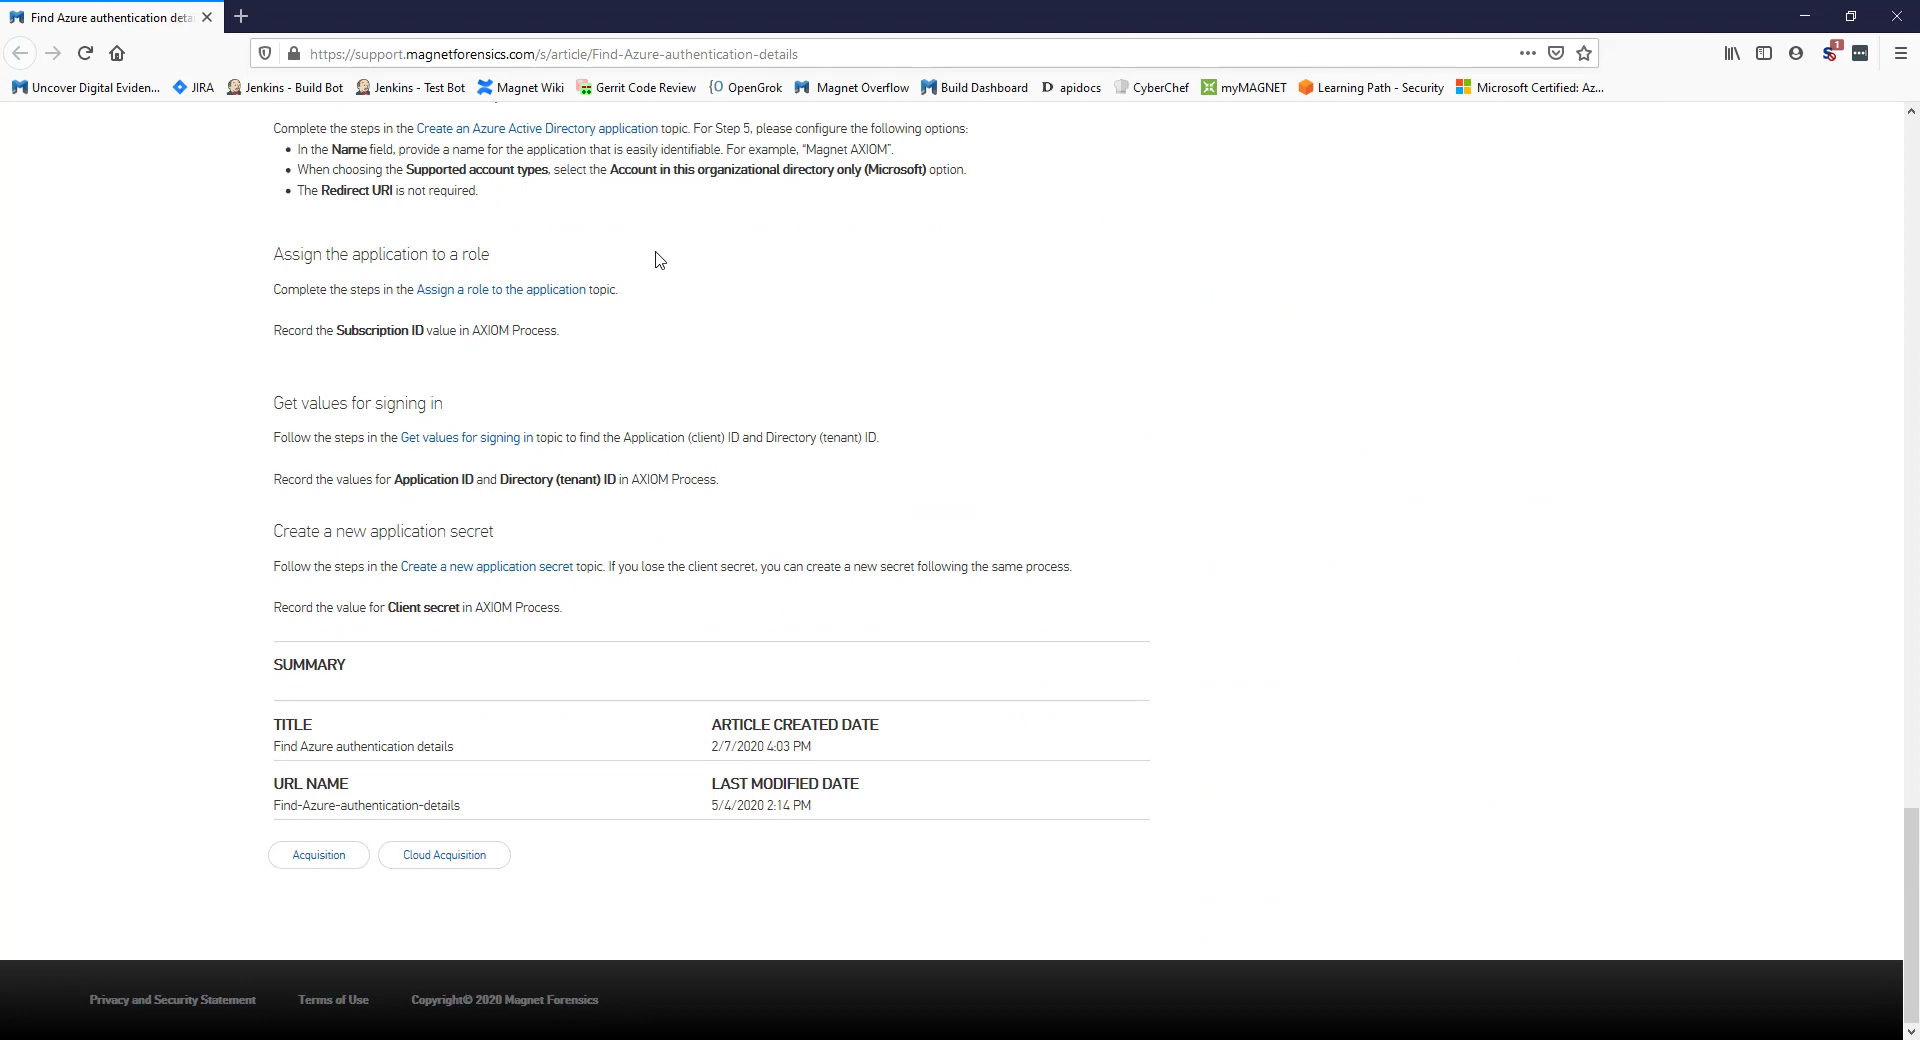 Find Azure authentication deta
https://support.magnetforensics.com/s/article/Find-Azure-authentication-details
1
Uncover Digital Eviden... JIRA Jenkins - Build Bot Jenkins - Test Bot Magnet Wiki Gerrit Code Review OpenGrok Magnet Overflow Build Dashboard apidocs CyberChef myMAGNET Learning Path - Security Microsoft Certified: Az...
Complete the steps in the Create an Azure Active Directory application topic. For Step 5, please configure the following options:
• In the Name field, provide a name for the application that is easily identifiable. For example, “Magnet AXIOM”.
• When choosing the Supported account types, select the Account in this organizational directory only (Microsoft) option.
• The Redirect URI is not required.
Assign the application to a role
Complete the steps in the Assign a role to the application topic.
Record the Subscription ID value in AXIOM Process.
Get values for signing in
Follow the steps in the Get values for signing in topic to find the Application (client) ID and Directory (tenant) ID.
Record the values for Application ID and Directory (tenant) ID in AXIOM Process.
Create a new application secret
Follow the steps in the Create a new application secret topic. If you lose the client secret, you can create a new secret following the same process.
Record the value for Client secret in AXIOM Process.
SUMMARY
TITLE ARTICLE CREATED DATE
Find Azure authentication details 2/7/2020 4:03 PM
URL NAME LAST MODIFIED DATE
Find-Azure-authentication-details 5/4/2020 2:14 PM
Acquisition Cloud Acquisition
Privacy and Security Statement Terms of Use Copyright© 2020 Magnet Forensics